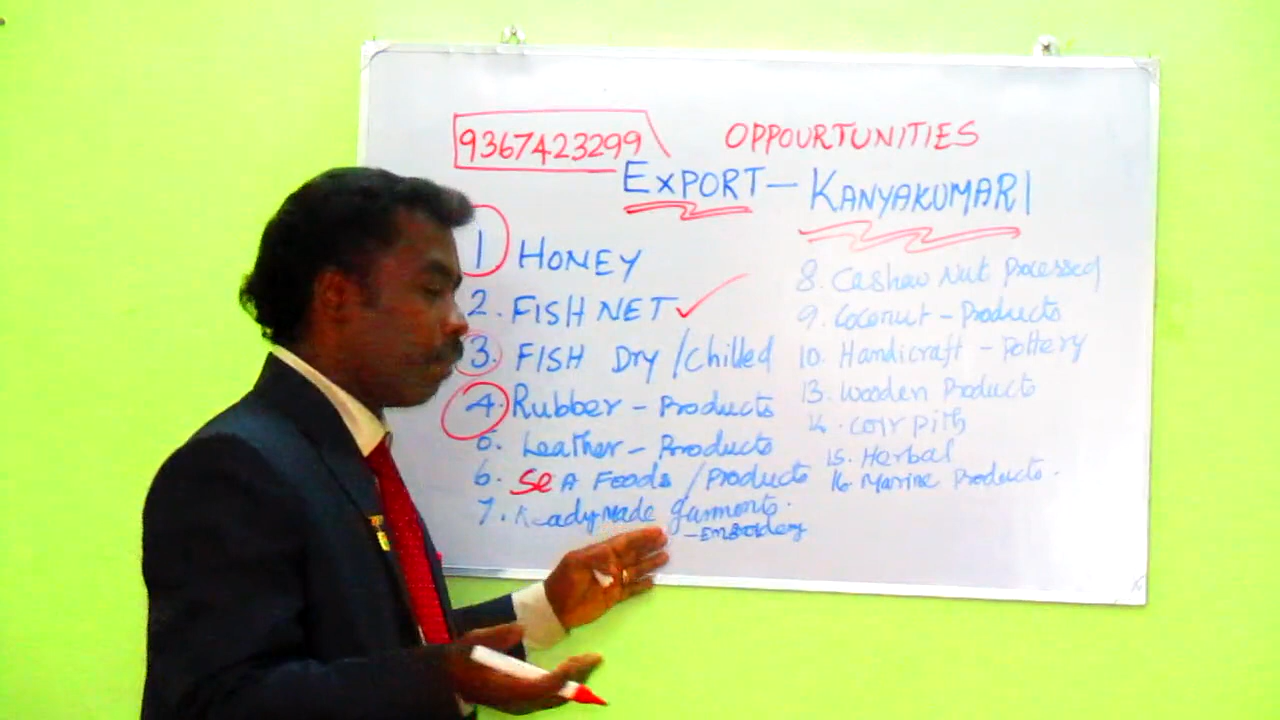 9367423299
OPPOURTUNITIES
EXPORT - KANYAKUMARI
1 HONEY
2. FISH NET ✓
3. FISH Dry / Chilled
4. Rubber - Products
5. Leather - Products
6. SeA Foods / Products
7. Readymade garments.
- Embroidery
8. Cashew Nut Processed
9. Coconut - Products
10. Handicraft - Pottery
13. Wooden Products
14. Coir pith
15. Herbal
16. Marine Products.